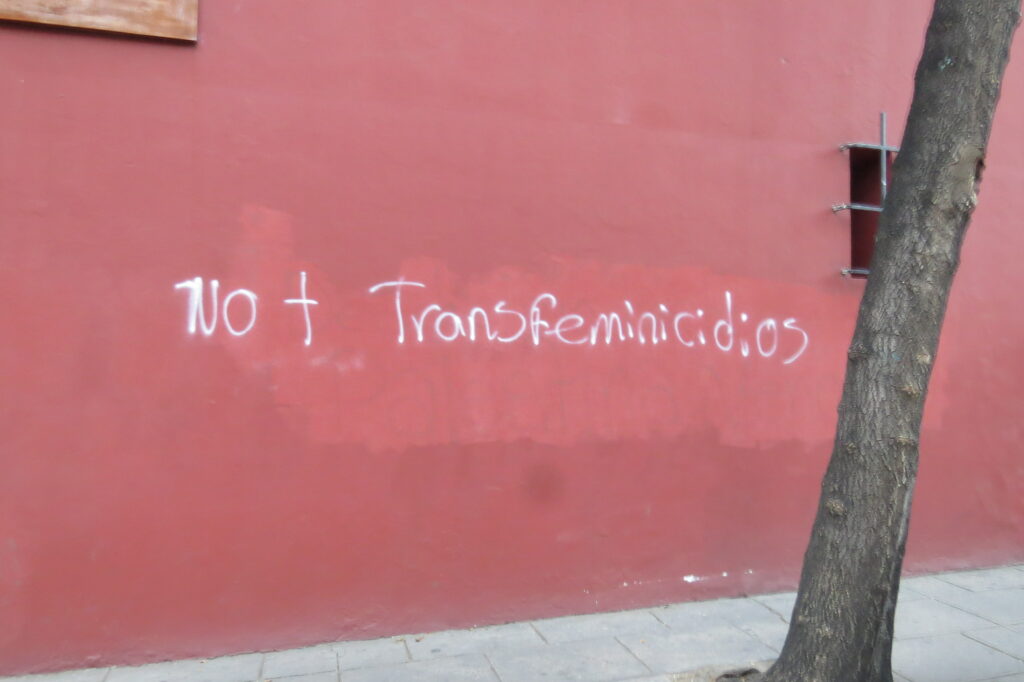 No + Transfeminicidios